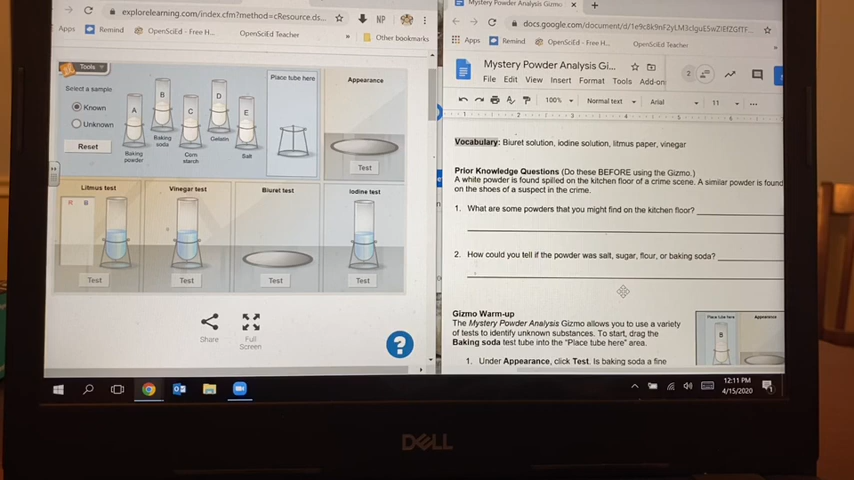 explorelearning.com/index.cfm?method=cResource.ds...
NP
Apps
Remind
OpenSciEd - Free H...
OpenSciEd Teacher
»
Other bookmarks
Tools
Select a sample
Known
Unknown
Reset
A
B
C
D
E
Baking powder
Baking soda
Corn starch
Gelatin
Salt
Place tube here
Appearance
Test
Litmus test
Vinegar test
Biuret test
Iodine test
R B
Test
Test
Test
Test
Share
Full Screen
?
Mystery Powder Analysis Gizmo
docs.google.com/document/d/1e9cBk9nF2yLM3cIguL5wZIEfZGfTF...
Apps
Remind
OpenSciEd - Free H...
OpenSciEd Teacher
Mystery Powder Analysis Gi...
File Edit View Insert Format Tools Add-on
2
100%
Normal text
Arial
11
Vocabulary: Biuret solution, iodine solution, litmus paper, vinegar
Prior Knowledge Questions (Do these BEFORE using the Gizmo.)
A white powder is found spilled on the kitchen floor of a crime scene. A similar powder is found
on the shoes of a suspect in the crime.
1. What are some powders that you might find on the kitchen floor?
2. How could you tell if the powder was salt, sugar, flour, or baking soda?
Gizmo Warm-up
The Mystery Powder Analysis Gizmo allows you to use a variety
of tests to identify unknown substances. To start, drag the
Baking soda test tube into the "Place tube here" area.
1. Under Appearance, click Test. Is baking soda a fine
Place tube here
Appearance
B
12:11 PM
4/15/2020
DELL